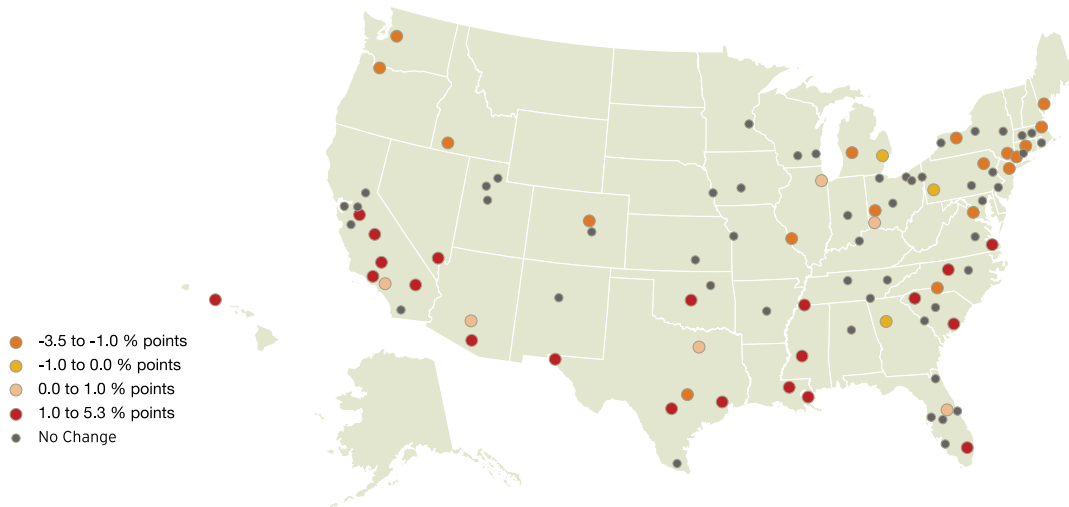 -3.5 to -1.0 % points
-1.0 to 0.0 % points
0.0 to 1.0 % points
1.0 to 5.3 % points
No Change